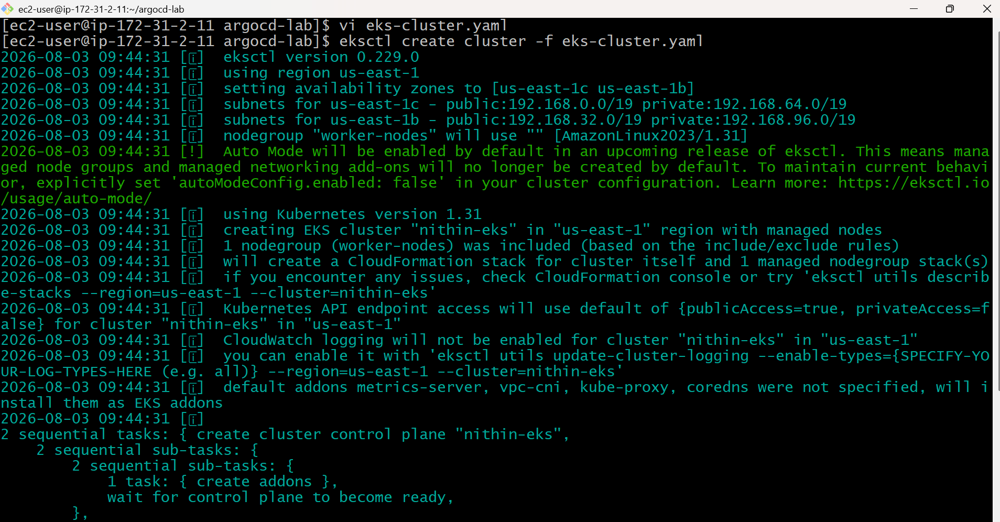 ec2-user@ip-172-31-2-11:~/argocd-lab
[ec2-user@ip-172-31-2-11 argocd-lab]$ vi eks-cluster.yaml
[ec2-user@ip-172-31-2-11 argocd-lab]$ eksctl create cluster -f eks-cluster.yaml
2026-08-03 09:44:31 [ℹ]  eksctl version 0.229.0
2026-08-03 09:44:31 [ℹ]  using region us-east-1
2026-08-03 09:44:31 [ℹ]  setting availability zones to [us-east-1c us-east-1b]
2026-08-03 09:44:31 [ℹ]  subnets for us-east-1c - public:192.168.0.0/19 private:192.168.64.0/19
2026-08-03 09:44:31 [ℹ]  subnets for us-east-1b - public:192.168.32.0/19 private:192.168.96.0/19
2026-08-03 09:44:31 [ℹ]  nodegroup "worker-nodes" will use "" [AmazonLinux2023/1.31]
2026-08-03 09:44:31 [!]  Auto Mode will be enabled by default in an upcoming release of eksctl. This means mana
ged node groups and managed networking add-ons will no longer be created by default. To maintain current behavi
or, explicitly set 'autoModeConfig.enabled: false' in your cluster configuration. Learn more: https://eksctl.io
/usage/auto-mode/
2026-08-03 09:44:31 [ℹ]  using Kubernetes version 1.31
2026-08-03 09:44:31 [ℹ]  creating EKS cluster "nithin-eks" in "us-east-1" region with managed nodes
2026-08-03 09:44:31 [ℹ]  1 nodegroup (worker-nodes) was included (based on the include/exclude rules)
2026-08-03 09:44:31 [ℹ]  will create a CloudFormation stack for cluster itself and 1 managed nodegroup stack(s)
2026-08-03 09:44:31 [ℹ]  if you encounter any issues, check CloudFormation console or try 'eksctl utils describ
e-stacks --region=us-east-1 --cluster=nithin-eks'
2026-08-03 09:44:31 [ℹ]  Kubernetes API endpoint access will use default of {publicAccess=true, privateAccess=f
alse} for cluster "nithin-eks" in "us-east-1"
2026-08-03 09:44:31 [ℹ]  CloudWatch logging will not be enabled for cluster "nithin-eks" in "us-east-1"
2026-08-03 09:44:31 [ℹ]  you can enable it with 'eksctl utils update-cluster-logging --enable-types={SPECIFY-YO
UR-LOG-TYPES-HERE (e.g. all)} --region=us-east-1 --cluster=nithin-eks'
2026-08-03 09:44:31 [ℹ]  default addons metrics-server, vpc-cni, kube-proxy, coredns were not specified, will i
nstall them as EKS addons
2026-08-03 09:44:31 [ℹ]
2 sequential tasks: { create cluster control plane "nithin-eks",
    2 sequential sub-tasks: {
        2 sequential sub-tasks: {
            1 task: { create addons },
            wait for control plane to become ready,
        },